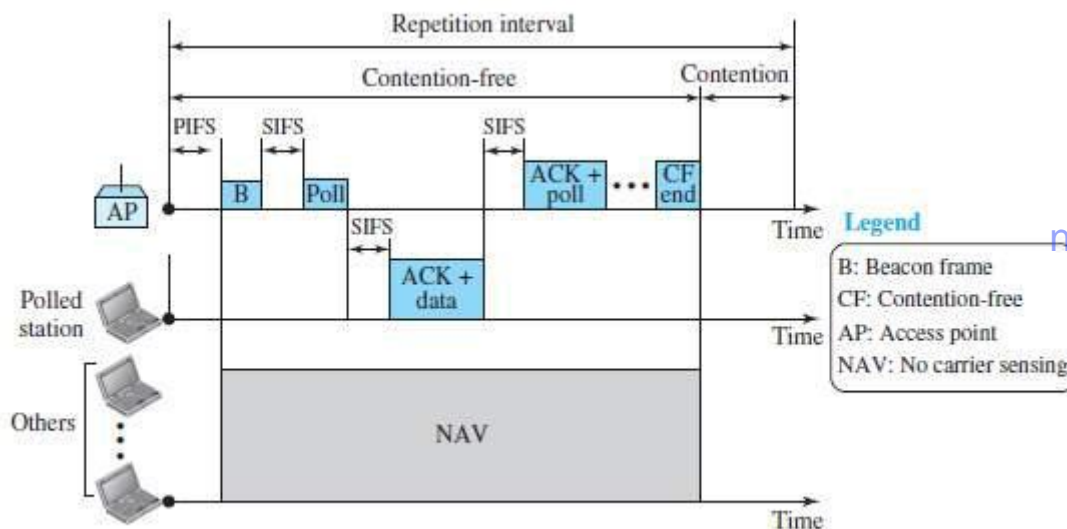 Repetition interval
Contention-free
Contention
PIFS
SIFS
SIFS
B
Poll
ACK +
poll
CF
end
AP
Time
SIFS
ACK +
data
Polled
station
Time
Others
NAV
Time
Legend
B: Beacon frame
CF: Contention-free
AP: Access point
NAV: No carrier sensing